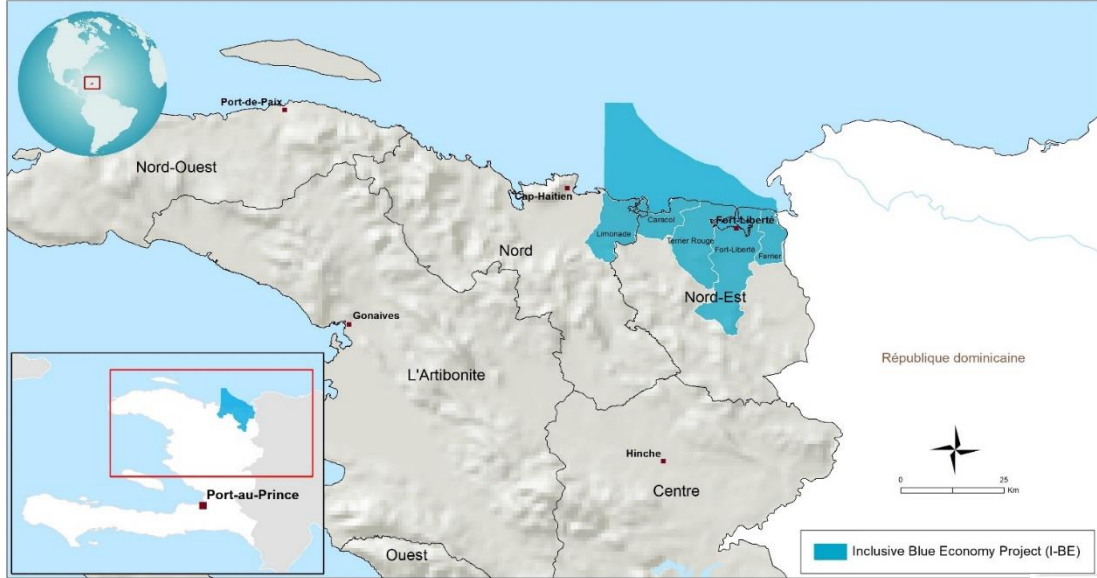 Port-de-Paix
Nord-Ouest
Cap-Haitien
Limonade
Caracol
Terrier Rouge
Fort-Liberté
Fort-Liberté
Ferrier
Nord
Nord-Est
Gonaives
L'Artibonite
République dominicaine
Hinche
Centre
Ouest
Port-au-Prince
0 25
Km
Inclusive Blue Economy Project (I-BE)